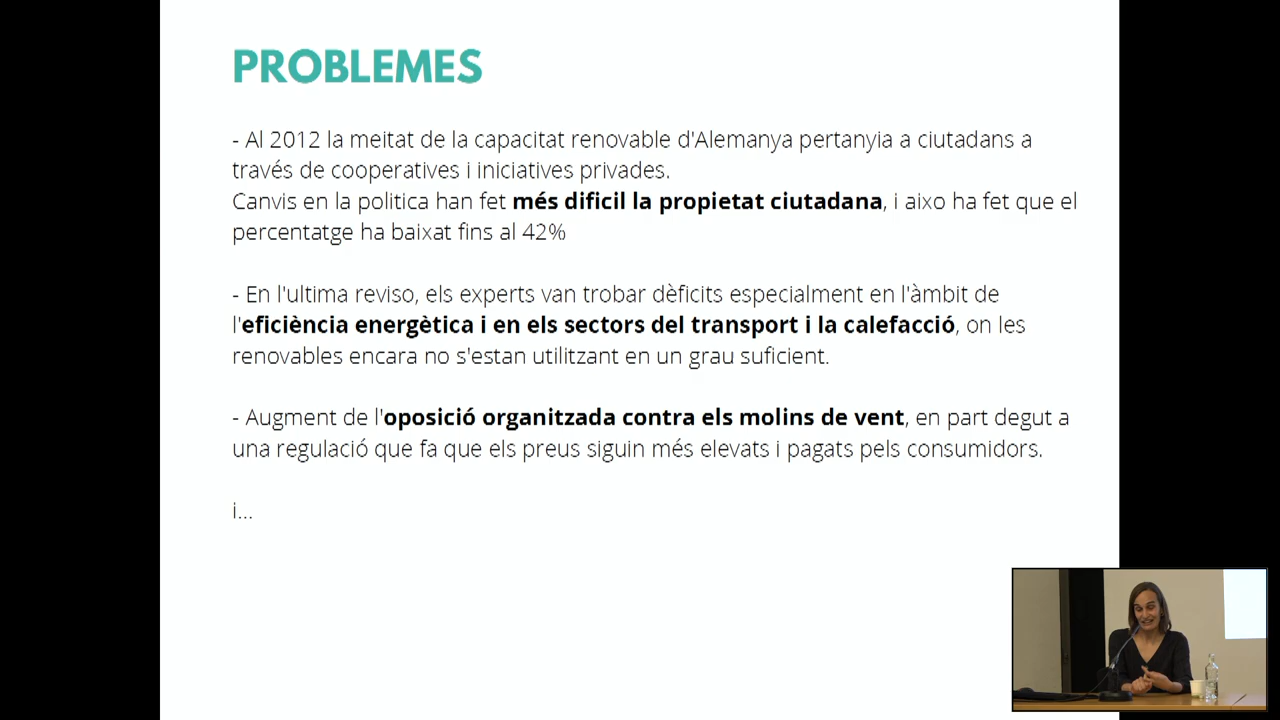 PROBLEMES
- Al 2012 la meitat de la capacitat renovable d'Alemanya pertanyia a ciutadans a
través de cooperatives i iniciatives privades.
Canvis en la politica han fet més dificil la propietat ciutadana, i aixo ha fet que el
percentatge ha baixat fins al 42%
- En l'ultima reviso, els experts van trobar dèficits especialment en l'àmbit de
l'eficiència energètica i en els sectors del transport i la calefacció, on les
renovables encara no s'estan utilitzant en un grau suficient.
- Augment de l'oposició organitzada contra els molins de vent, en part degut a
una regulació que fa que els preus siguin més elevats i pagats pels consumidors.
i...